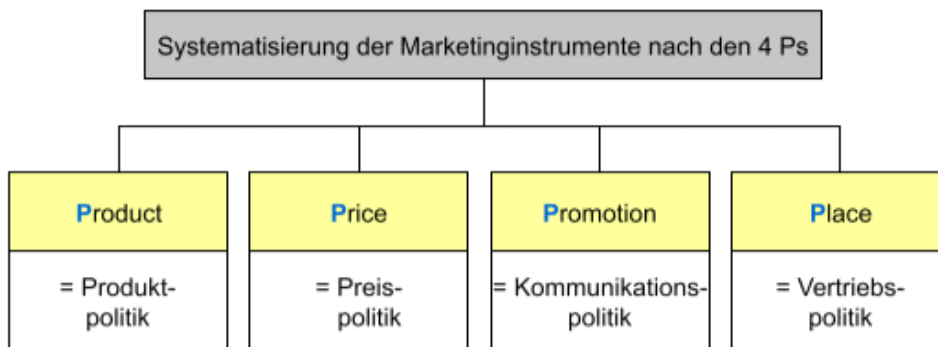 Systematisierung der Marketinginstrumente nach den 4 Ps
Product
= Produkt-
politik
Price
= Preis-
politik
Promotion
= Kommunikations-
politik
Place
= Vertriebs-
politik